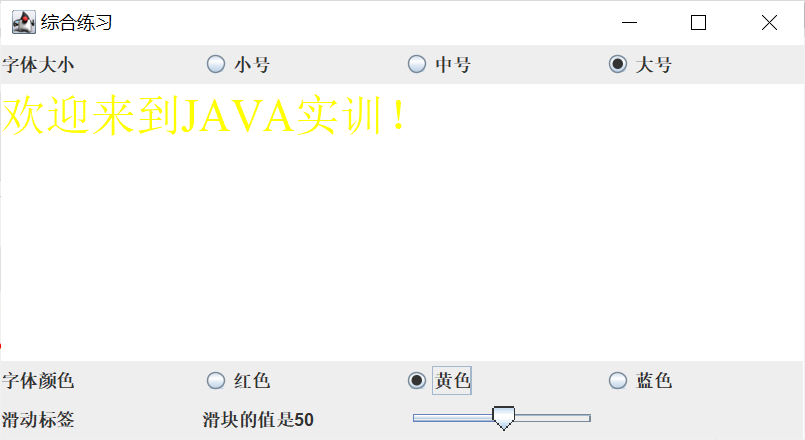 综合练习
字体大小 小号 中号 大号
欢迎来到JAVA实训！
字体颜色 红色 黄色 蓝色
滑动标签 滑块的值是50